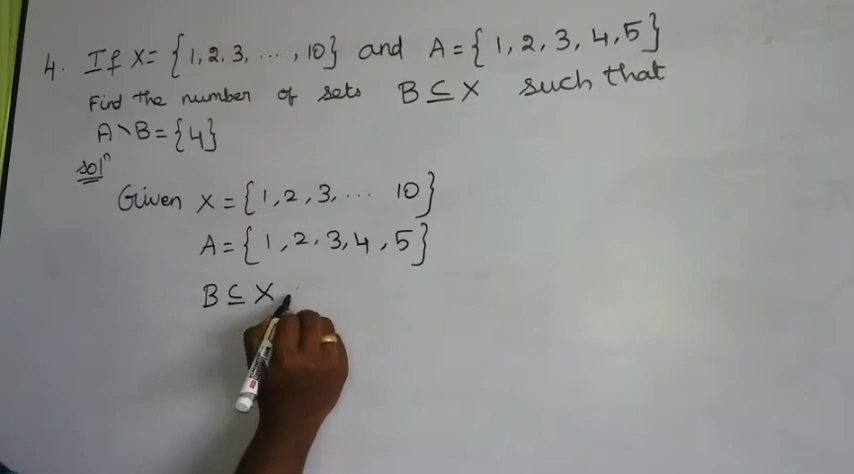 4. If X = {1, 2, 3, ..., 10} and A = {1, 2, 3, 4, 5}
Find the number of sets B ⊆ X such that
A \ B = {4}
Solⁿ
Given X = {1, 2, 3, ... 10}
A = {1, 2, 3, 4, 5}
B ⊆ X